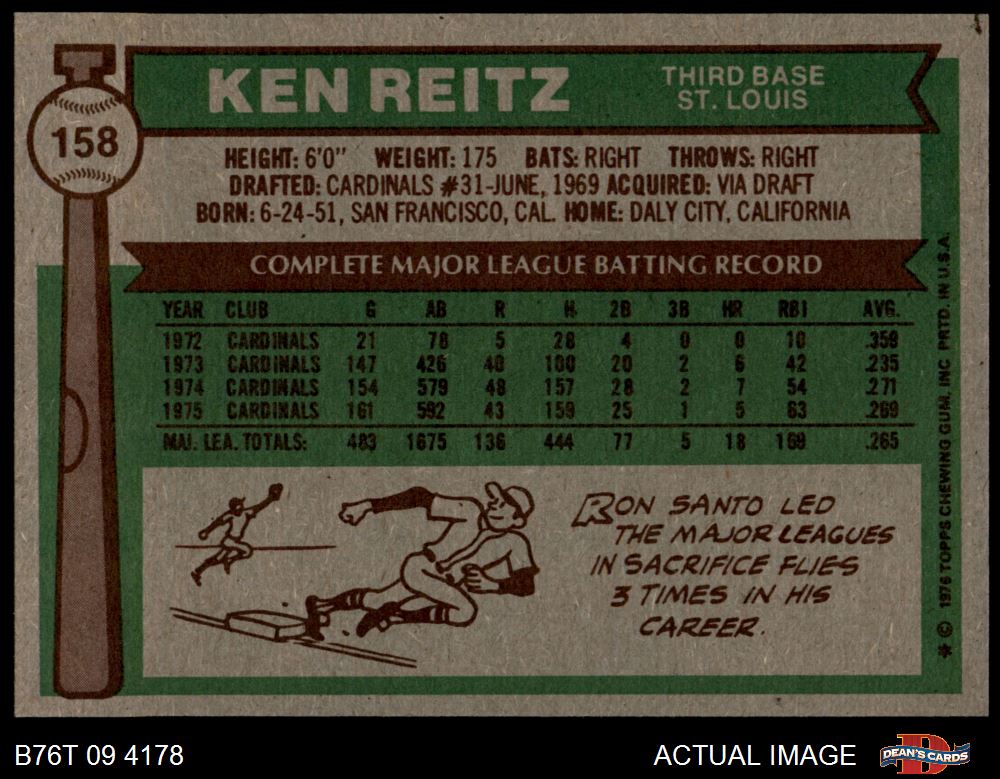 KEN REITZ
THIRD BASE
ST. LOUIS
158
HEIGHT: 6'0" WEIGHT: 175 BATS: RIGHT THROWS: RIGHT
DRAFTED: CARDINALS #31-JUNE, 1969 ACQUIRED: VIA DRAFT
BORN: 6-24-51, SAN FRANCISCO, CAL. HOME: DALY CITY, CALIFORNIA
COMPLETE MAJOR LEAGUE BATTING RECORD
YEAR CLUB G AB R H 2B 3B HR RBI AVG.
1972 CARDINALS 21 78 5 28 4 0 0 10 .359
1973 CARDINALS 147 426 40 100 20 2 6 42 .235
1974 CARDINALS 154 579 48 157 28 2 7 54 .271
1975 CARDINALS 161 592 43 159 25 1 5 63 .269
MAJ. LEA. TOTALS: 483 1675 136 444 77 5 18 169 .265
RON SANTO LED
THE MAJOR LEAGUES
IN SACRIFICE FLIES
3 TIMES IN HIS
CAREER.
* © 1976 TOPPS CHEWING GUM, INC. PRTD. IN U.S.A.
B76T 09 4178
ACTUAL IMAGE
DEAN'S CARDS